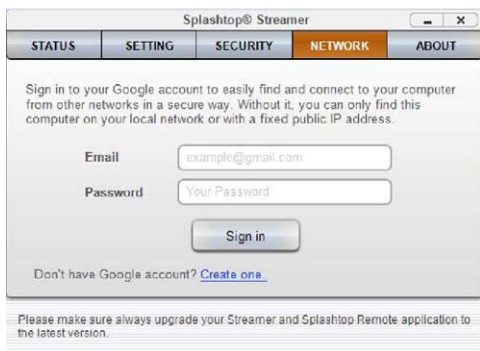 Splashtop® Streamer
STATUS SETTING SECURITY NETWORK ABOUT
Sign in to your Google account to easily find and connect to your computer
from other networks in a secure way. Without it, you can only find this
computer on your local network or with a fixed public IP address.
Email example@gmail.com
Password Your Password
Sign in
Don't have Google account? Create one.
Please make sure always upgrade your Streamer and Splashtop Remote application to
the latest version.